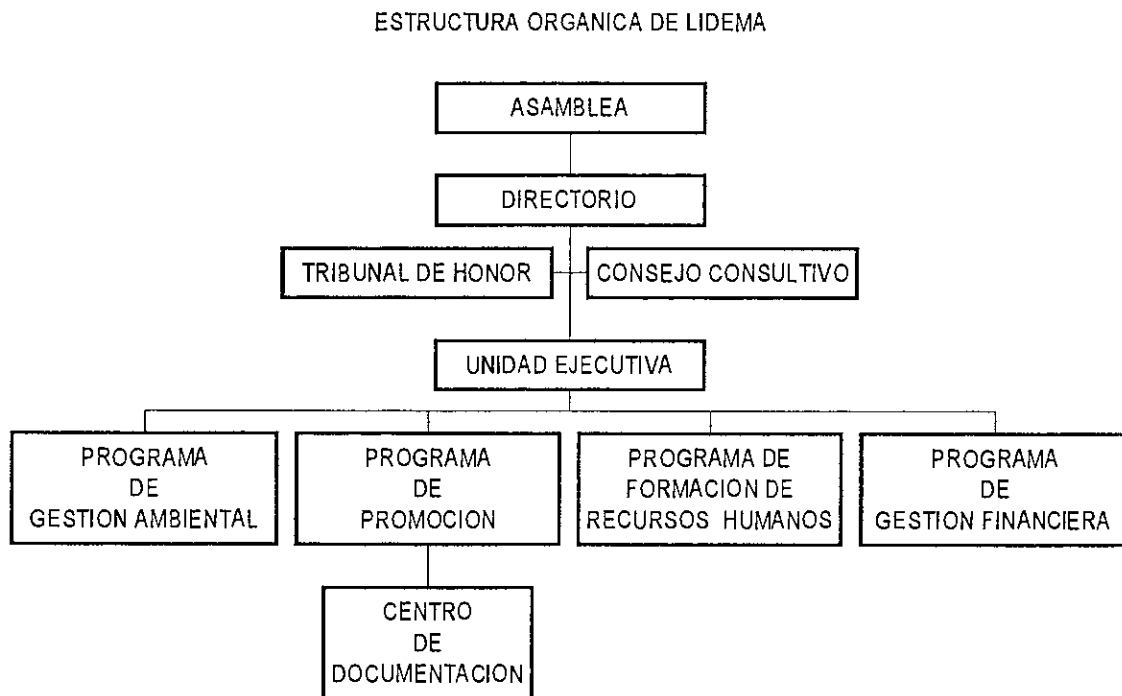 ESTRUCTURA ORGANICA DE LIDEMA
ASAMBLEA
DIRECTORIO
TRIBUNAL DE HONOR
CONSEJO CONSULTIVO
UNIDAD EJECUTIVA
PROGRAMA
DE
GESTION AMBIENTAL
PROGRAMA
DE
PROMOCION
PROGRAMA DE
FORMACION DE
RECURSOS HUMANOS
PROGRAMA
DE
GESTION FINANCIERA
CENTRO
DE
DOCUMENTACION